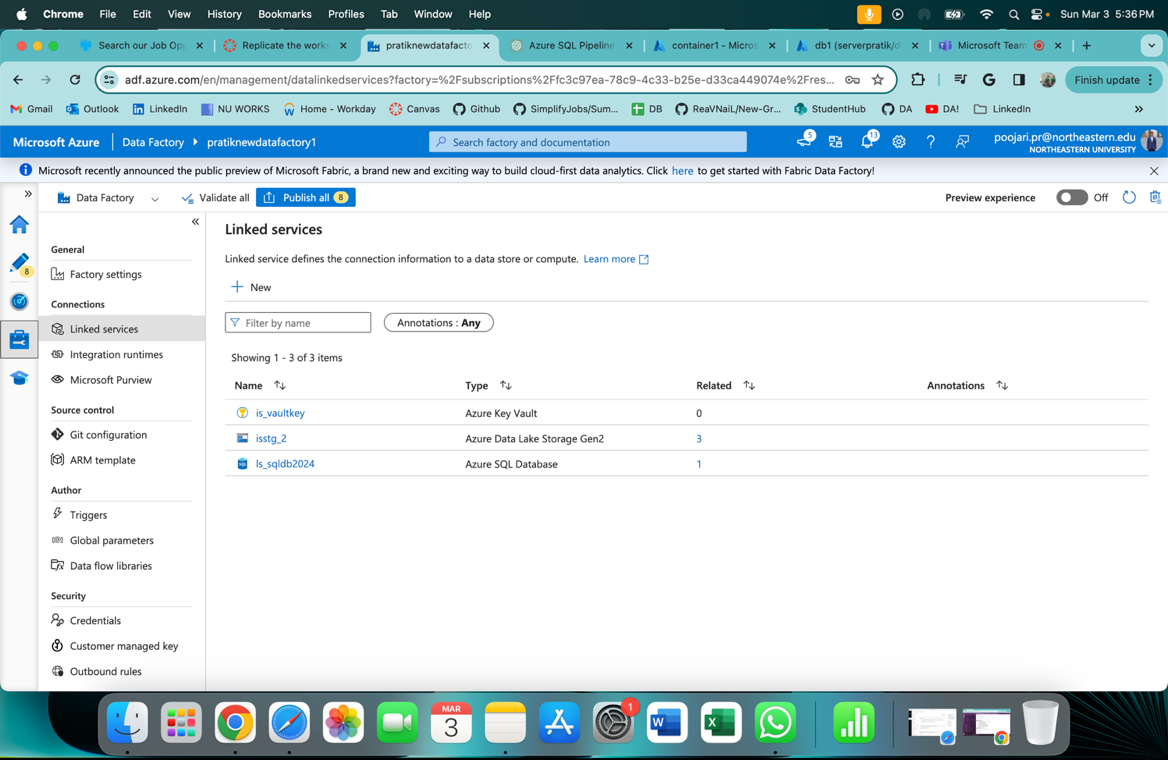 Chrome File Edit View History Bookmarks Profiles Tab Window Help Sun Mar 3 5:36 PM
Search our Job Opp Replicate the works pratiknewdatafacto Azure SQL Pipeline container1 - Micros db1 (serverpratik/d Microsoft Team
adf.azure.com/en/management/datalinkedservices?factory=%2Fsubscriptions%2Ffc3c97ea-78c9-4c33-b25e-d33ca449074e%2Fres... Finish update
Gmail Outlook LinkedIn NU WORKS Home - Workday Canvas Github SimplifyJobs/Sum... DB ReaVNaiL/New-Gr... StudentHub DA DA! LinkedIn »
Microsoft Azure Data Factory pratiknewdatafactory1 Search factory and documentation 5 13 poojari.pr@northeastern.edu
NORTHEASTERN UNIVERSITY
Microsoft recently announced the public preview of Microsoft Fabric, a brand new and exciting way to build cloud-first data analytics. Click here to get started with Fabric Data Factory!
Data Factory Validate all Publish all 8 Preview experience Off
8
General
Factory settings
Connections
Linked services
Integration runtimes
Microsoft Purview
Source control
Git configuration
ARM template
Author
Triggers
Global parameters
Data flow libraries
Security
Credentials
Customer managed key
Outbound rules
Linked services
Linked service defines the connection information to a data store or compute. Learn more
New
Filter by name Annotations : Any
Showing 1 - 3 of 3 items
Name Type Related Annotations
is_vaultkey Azure Key Vault 0
isstg_2 Azure Data Lake Storage Gen2 3
ls_sqldb2024 Azure SQL Database 1
MAR
3
1